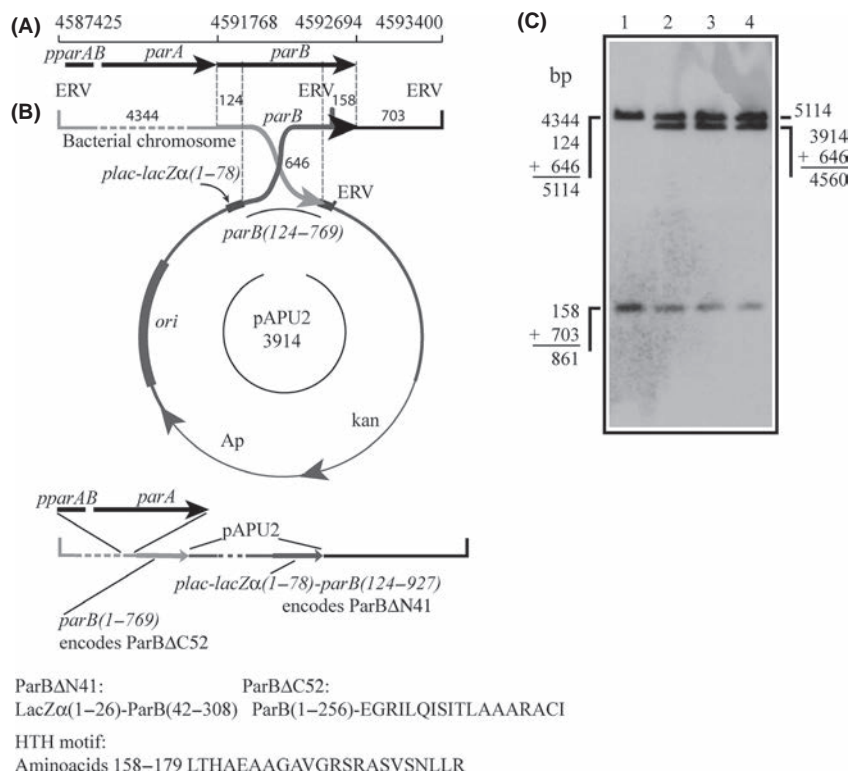 (A)
4587425 4591768 4592694 4593400
pparAB parA parB
(B)
ERV ERV ERV
124 parB 158
4344 703
Bacterial chromosome
646
plac-lacZα(1–78) ERV
parB(124–769)
ori
pAPU2
3914
kan
Ap
pparAB parA
pAPU2
plac-lacZα(1–78)-parB(124–927)
encodes ParBΔN41
parB(1–769)
encodes ParBΔC52
ParBΔN41: ParBΔC52:
LacZα(1–26)-ParB(42–308) ParB(1–256)-EGRILQISITLAAARACI
HTH motif:
Aminoacids 158–179 LTHAEAAGAVGRSRASVSNLLR
(C)
1 2 3 4
bp
4344
124
+ 646
5114
158
+ 703
861
5114
3914
+ 646
4560